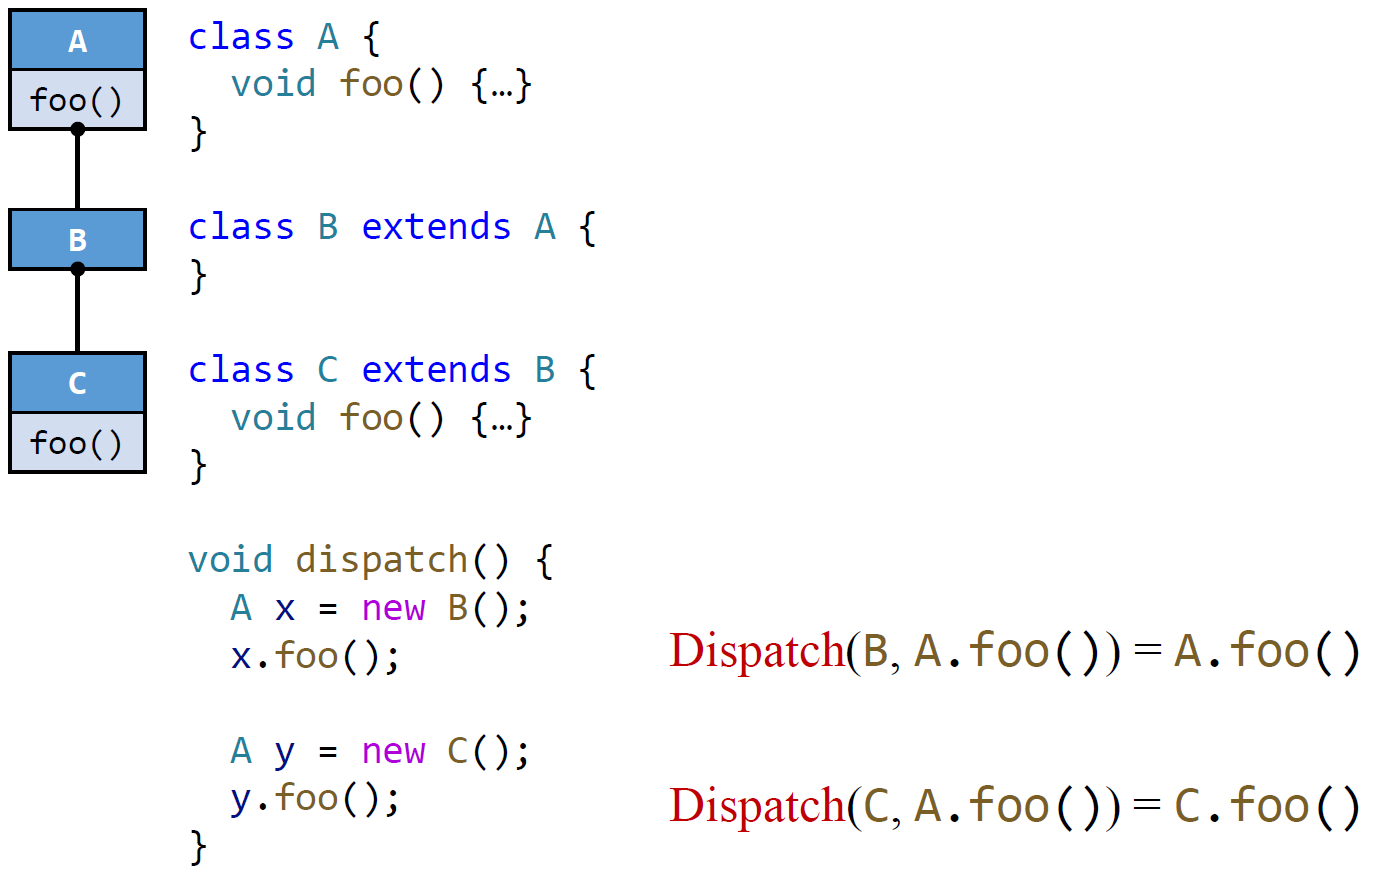 A
foo()
B
C
foo()
class A {
  void foo() {…}
}
class B extends A {
}
class C extends B {
  void foo() {…}
}
void dispatch() {
  A x = new B();
  x.foo();
  A y = new C();
  y.foo();
}
Dispatch(B, A.foo()) = A.foo()
Dispatch(C, A.foo()) = C.foo()